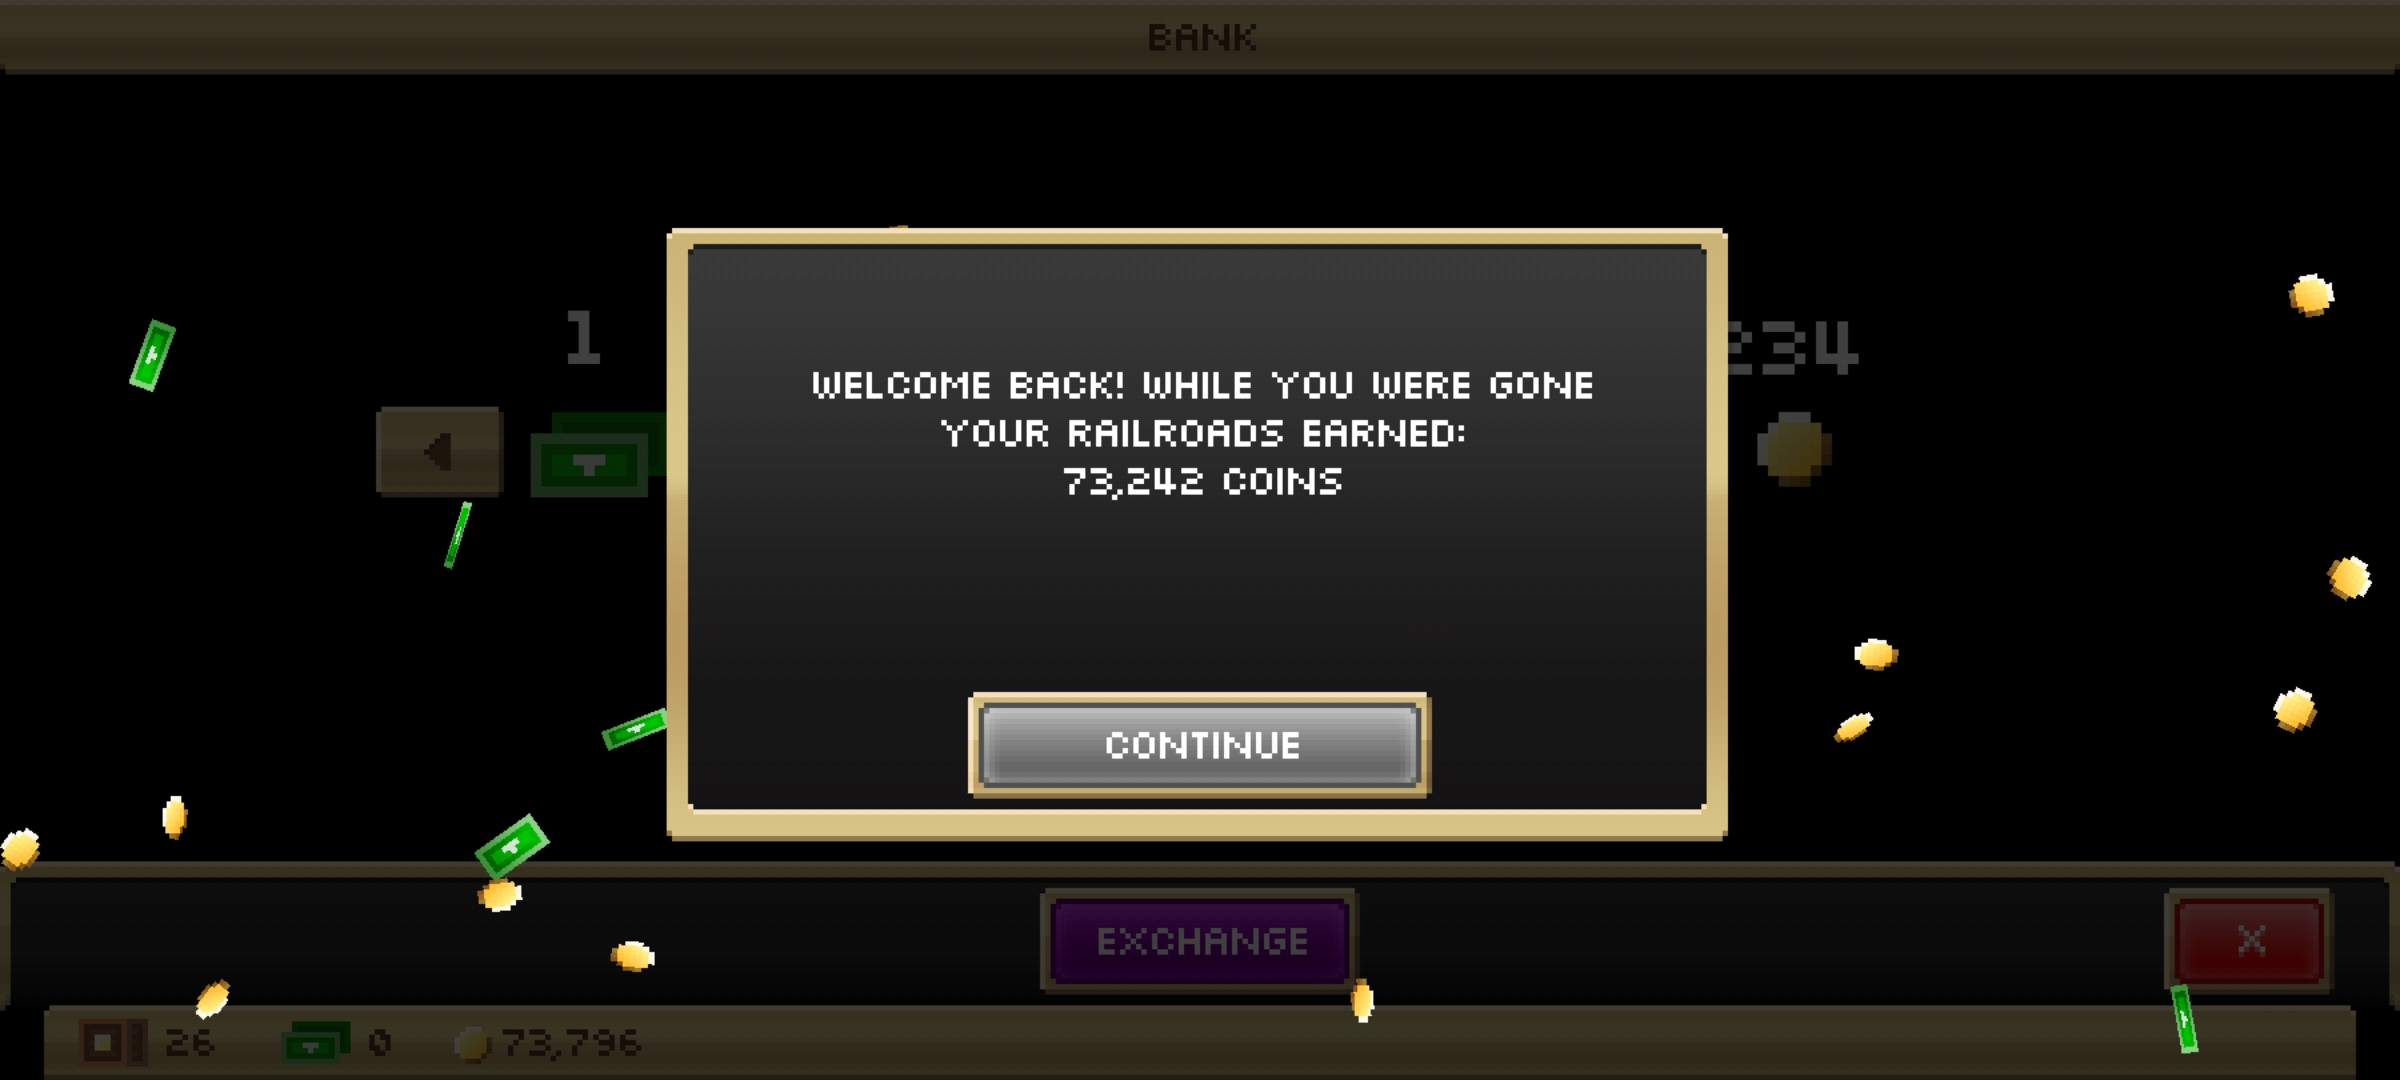 BANK
1
234
WELCOME BACK! WHILE YOU WERE GONE
YOUR RAILROADS EARNED:
73,242 COINS
CONTINUE
EXCHANGE
X
26 0 73,796